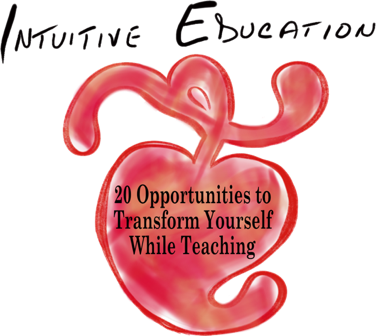 INTUITIVE EDUCATION
20 Opportunities to
Transform Yourself
While Teaching